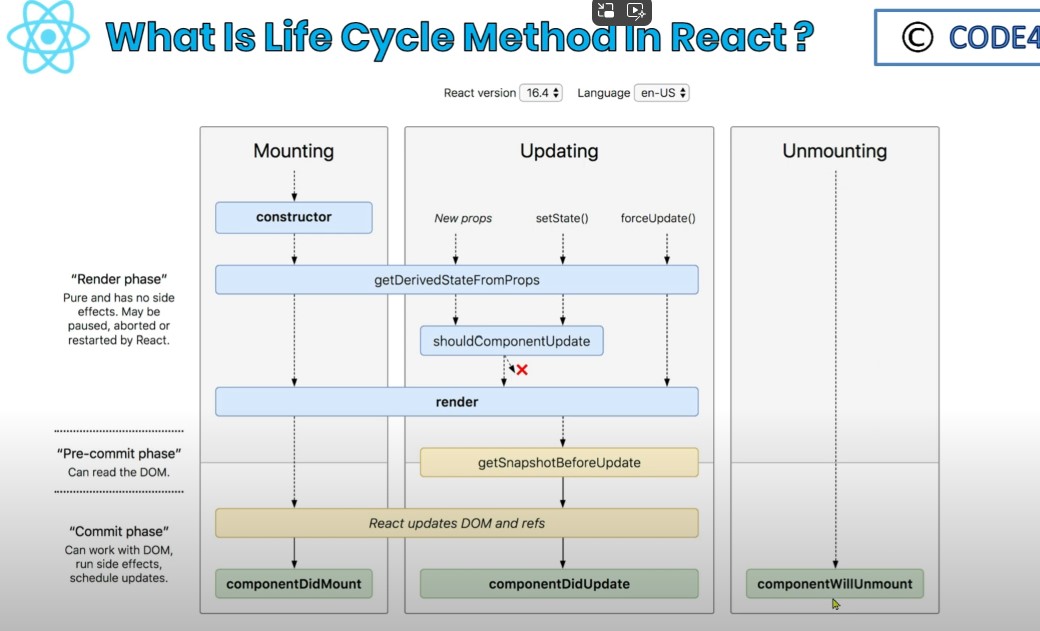 What Is Life Cycle Method In React ?
© CODE4
React version 16.4 Language en-US
Mounting
Updating
Unmounting
constructor
New props
setState()
forceUpdate()
"Render phase"
Pure and has no side
effects. May be
paused, aborted or
restarted by React.
getDerivedStateFromProps
shouldComponentUpdate
render
"Pre-commit phase"
Can read the DOM.
getSnapshotBeforeUpdate
"Commit phase"
Can work with DOM,
run side effects,
schedule updates.
React updates DOM and refs
componentDidMount
componentDidUpdate
componentWillUnmount